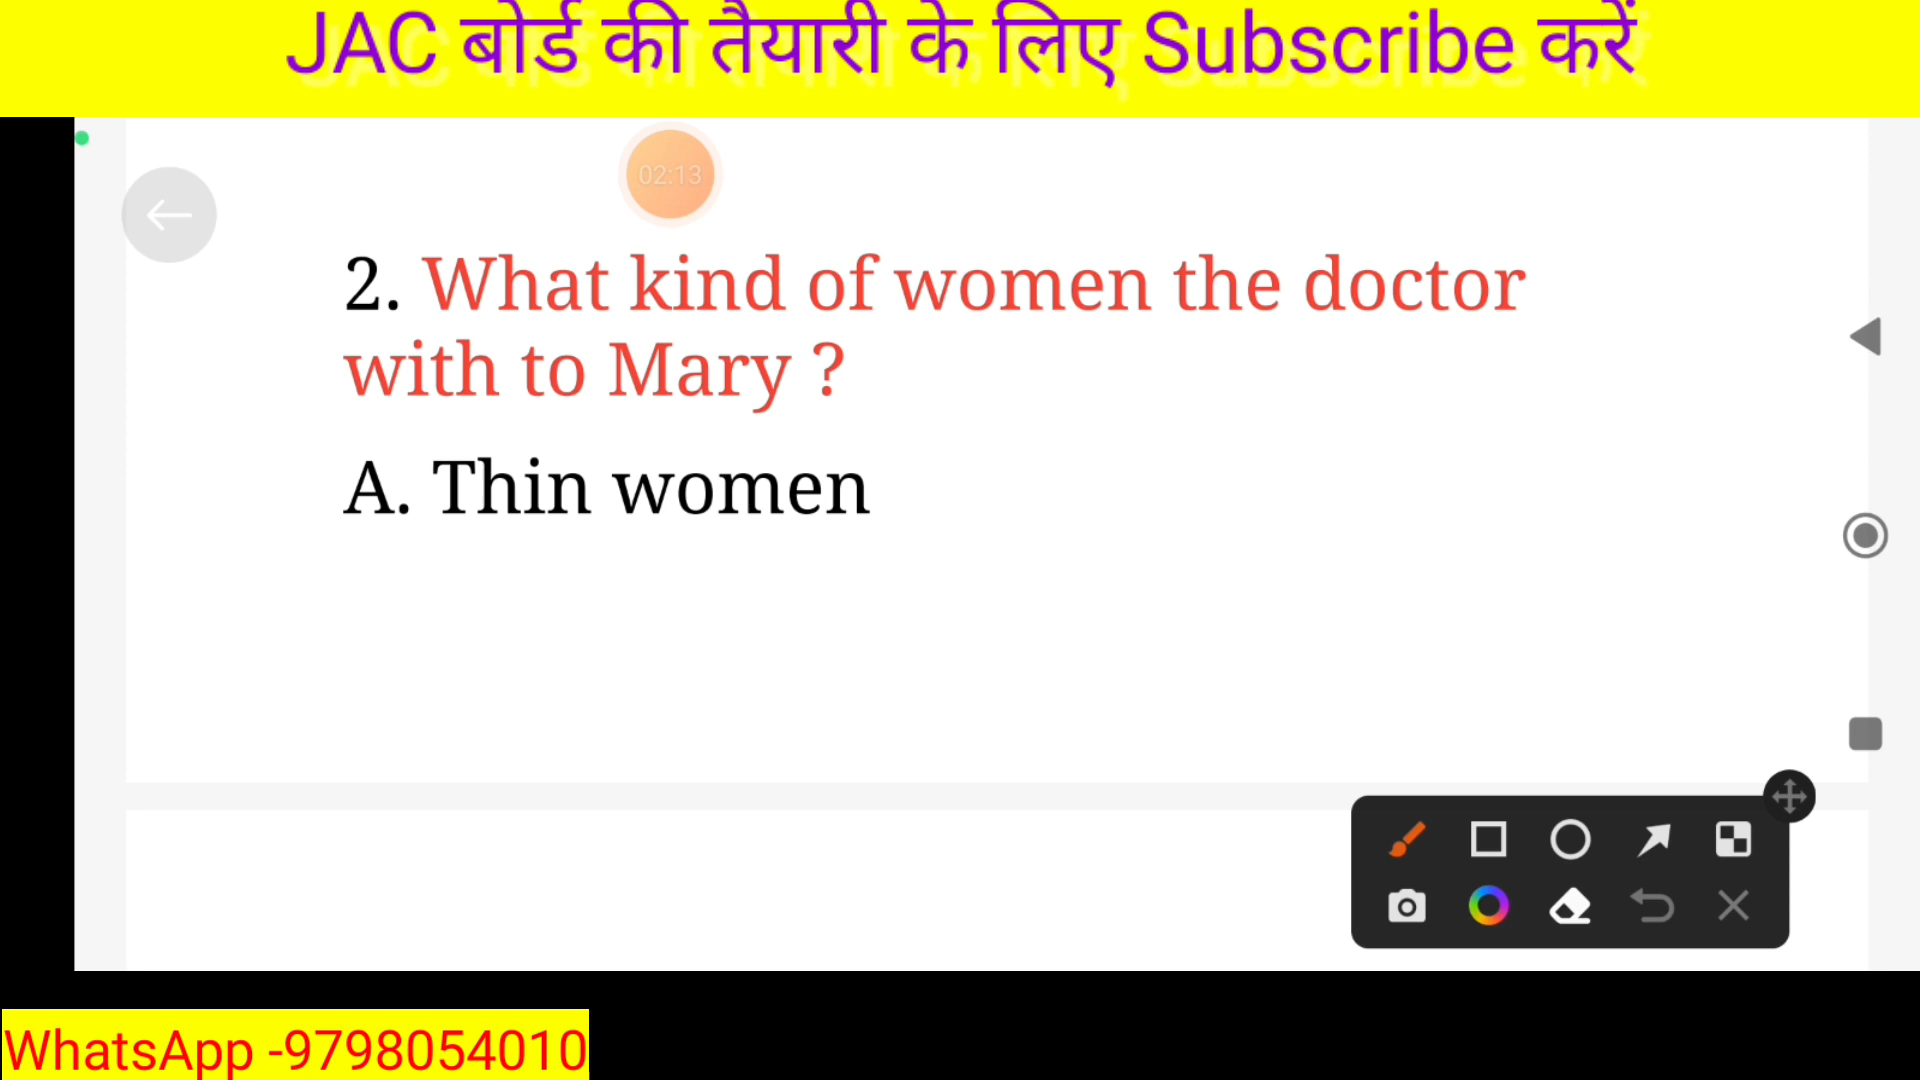 JAC बोर्ड की तैयारी के लिए Subscribe करें
02:13
2. What kind of women the doctor
with to Mary ?
A. Thin women
WhatsApp -9798054010